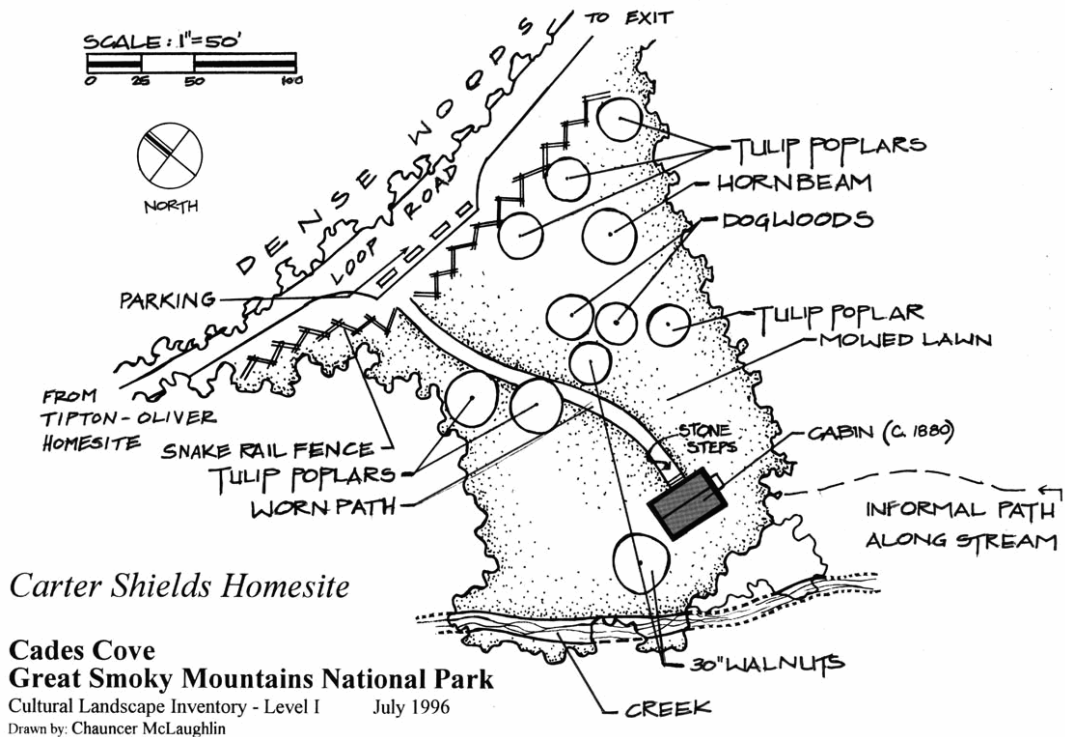 SCALE: 1"=50'
0 25 50 100
NORTH
TO EXIT
DENSE WOODS
LOOP ROAD
PARKING
TULIP POPLARS
HORNBEAM
DOGWOODS
TULIP POPLAR
MOWED LAWN
FROM
TIPTON-OLIVER
HOMESITE
SNAKE RAIL FENCE
TULIP POPLARS
WORN PATH
STONE
STEPS
CABIN (C. 1880)
INFORMAL PATH
ALONG STREAM
30" WALNUTS
CREEK
Carter Shields Homesite
Cades Cove
Great Smoky Mountains National Park
Cultural Landscape Inventory - Level I July 1996
Drawn by: Chauncer McLaughlin